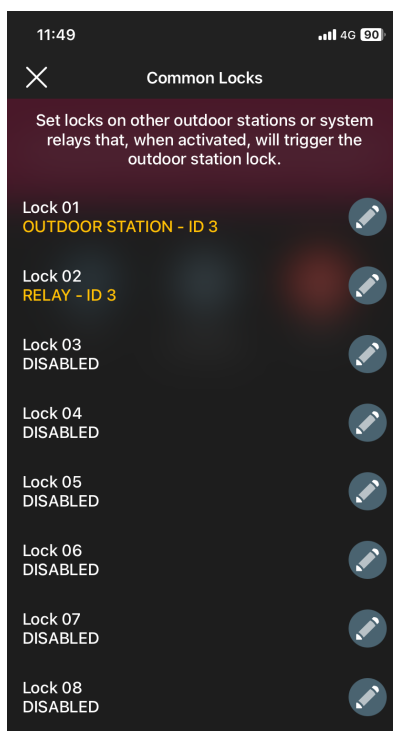 11:49
4G 90
Common Locks
Set locks on other outdoor stations or system
relays that, when activated, will trigger the
outdoor station lock.
Lock 01
OUTDOOR STATION - ID 3
Lock 02
RELAY - ID 3
Lock 03
DISABLED
Lock 04
DISABLED
Lock 05
DISABLED
Lock 06
DISABLED
Lock 07
DISABLED
Lock 08
DISABLED